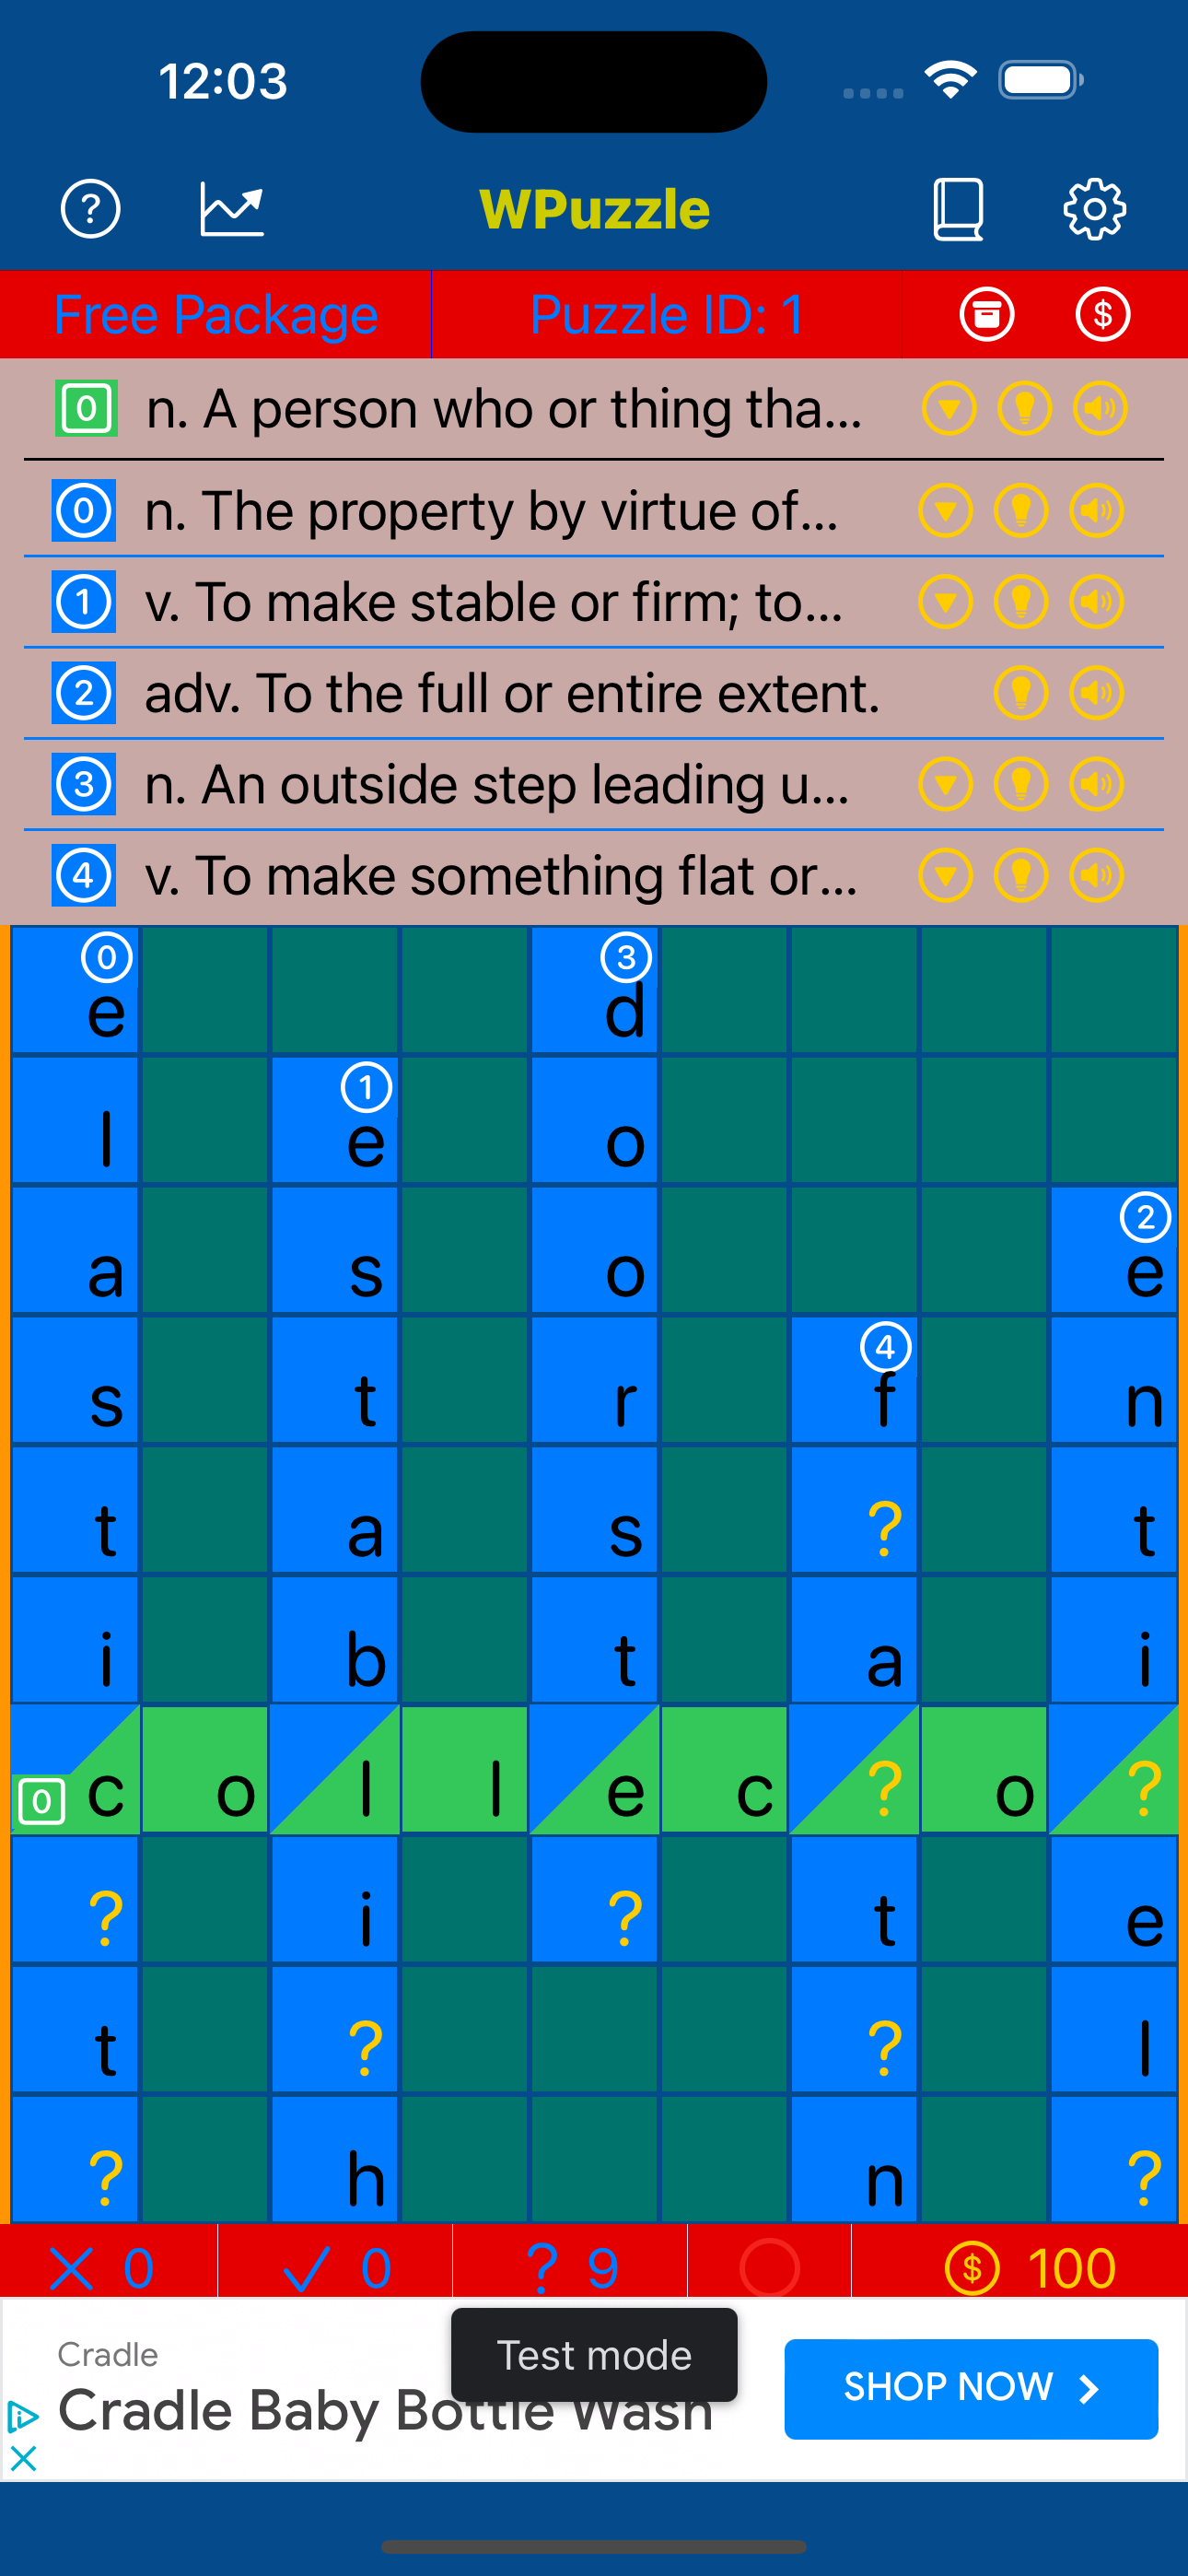 12:03
?
WPuzzle
Free Package Puzzle ID: 1 $
0 n. A person who or thing tha...
0 n. The property by virtue of...
1 v. To make stable or firm; to...
2 adv. To the full or entire extent.
3 n. An outside step leading u...
4 v. To make something flat or...
0 e 3 d
l 1 e o
a s o 2 e
s t r 4 f n
t a s ? t
i b t a i
0 c o l l e c ? o ?
? i ? t e
t ? ? l
? h n ?
0 0 ? 9 $ 100
Cradle
Cradle Baby Bottle Wash
Test mode
SHOP NOW